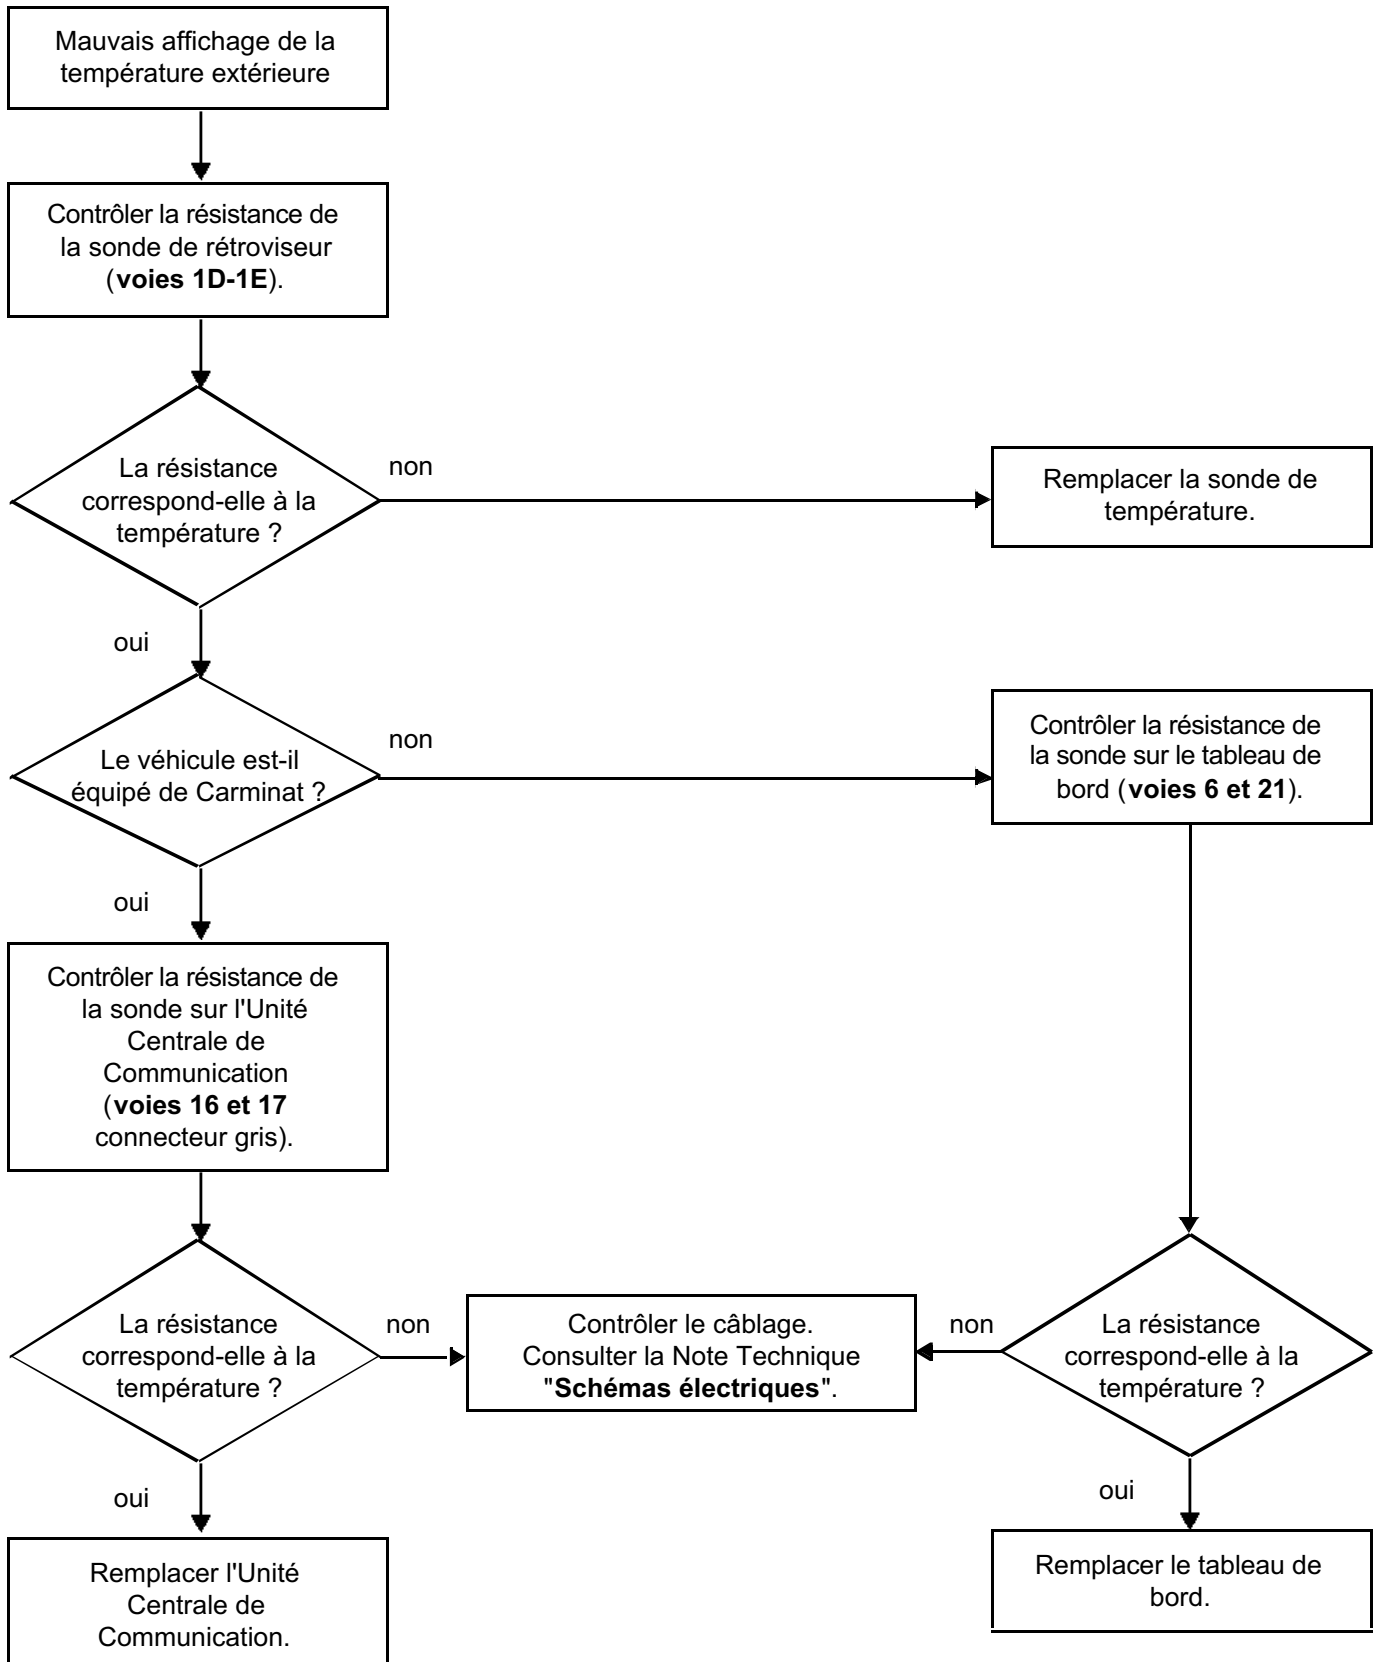 Mauvais affichage de la
température extérieure
Contrôler la résistance de
la sonde de rétroviseur
(voies 1D-1E).
La résistance
correspond-elle à la
température ?
non
Remplacer la sonde de
température.
oui
Le véhicule est-il
équipé de Carminat ?
non
Contrôler la résistance de
la sonde sur le tableau de
bord (voies 6 et 21).
oui
Contrôler la résistance de
la sonde sur l'Unité
Centrale de
Communication
(voies 16 et 17
connecteur gris).
La résistance
correspond-elle à la
température ?
non
Contrôler le câblage.
Consulter la Note Technique
"Schémas électriques".
non
La résistance
correspond-elle à la
température ?
oui
Remplacer l'Unité
Centrale de
Communication.
oui
Remplacer le tableau de
bord.